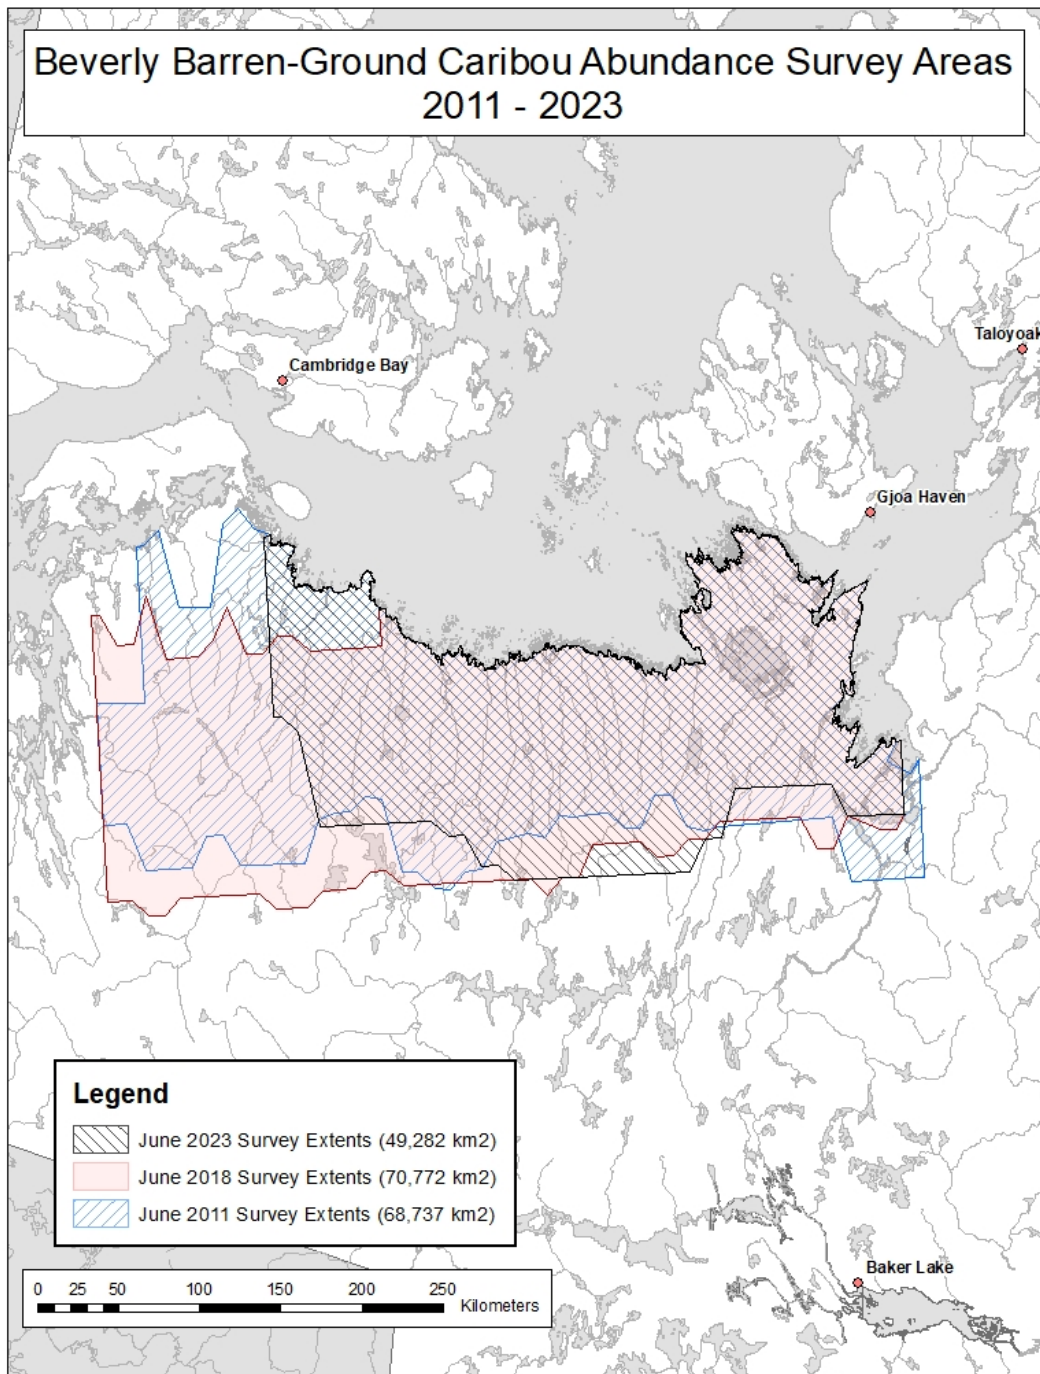 Beverly Barren-Ground Caribou Abundance Survey Areas
2011 - 2023
Taloyoak
Cambridge Bay
Gjoa Haven
Legend
June 2023 Survey Extents (49,282 km2)
June 2018 Survey Extents (70,772 km2)
June 2011 Survey Extents (68,737 km2)
Baker Lake
0 25 50 100 150 200 250
Kilometers